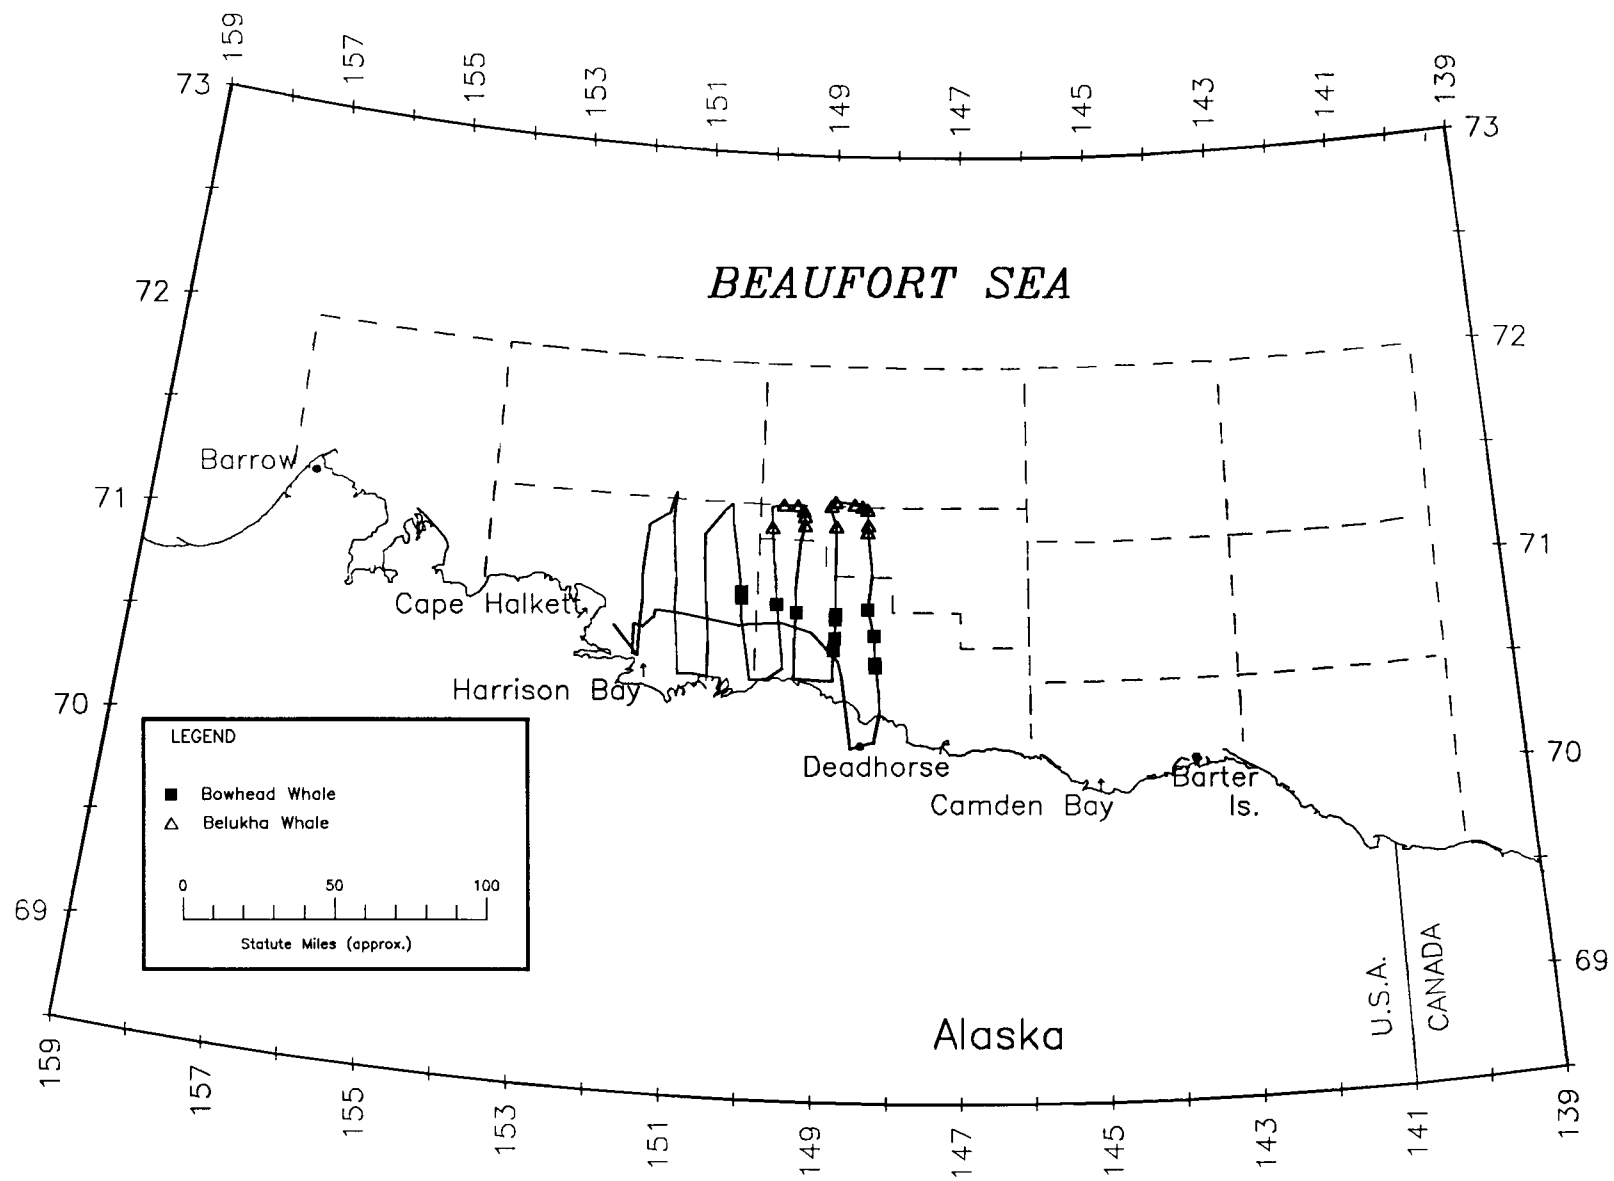 159
157
155
153
151
149
147
145
143
141
139
73
73
72
72
BEAUFORT SEA
Barrow
71
71
Cape Halkett
Harrison Bay
70
70
Deadhorse
Camden Bay
Barter
Is.
LEGEND
Bowhead Whale
Belukha Whale
0 50 100
Statute Miles (approx.)
69
69
U.S.A.
CANADA
Alaska
159
157
155
153
151
149
147
145
143
141
139